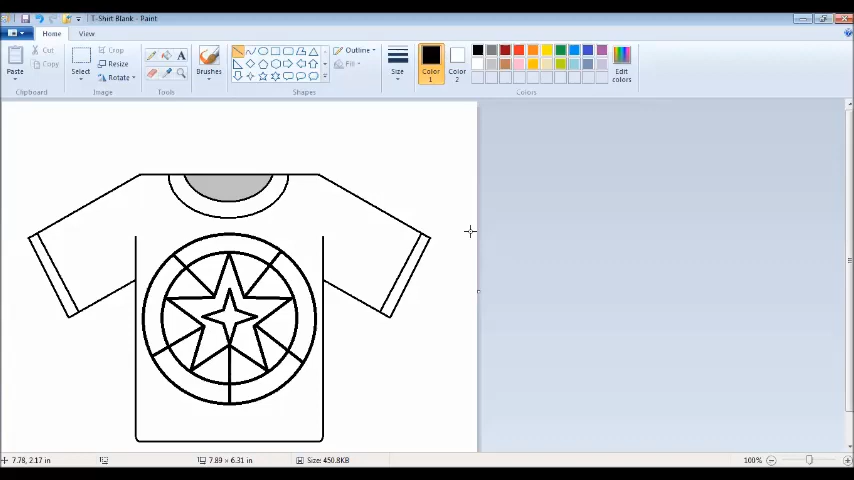 T-Shirt Blank - Paint
Home View
Paste
Cut
Copy
Clipboard
Select
Crop
Resize
Rotate
Image
A
Tools
Brushes
Shapes
Outline
Fill
Size
Color 1
Color 2
Edit colors
Colors
7.78, 2.17 in
7.89 × 6.31 in
Size: 450.8KB
100%